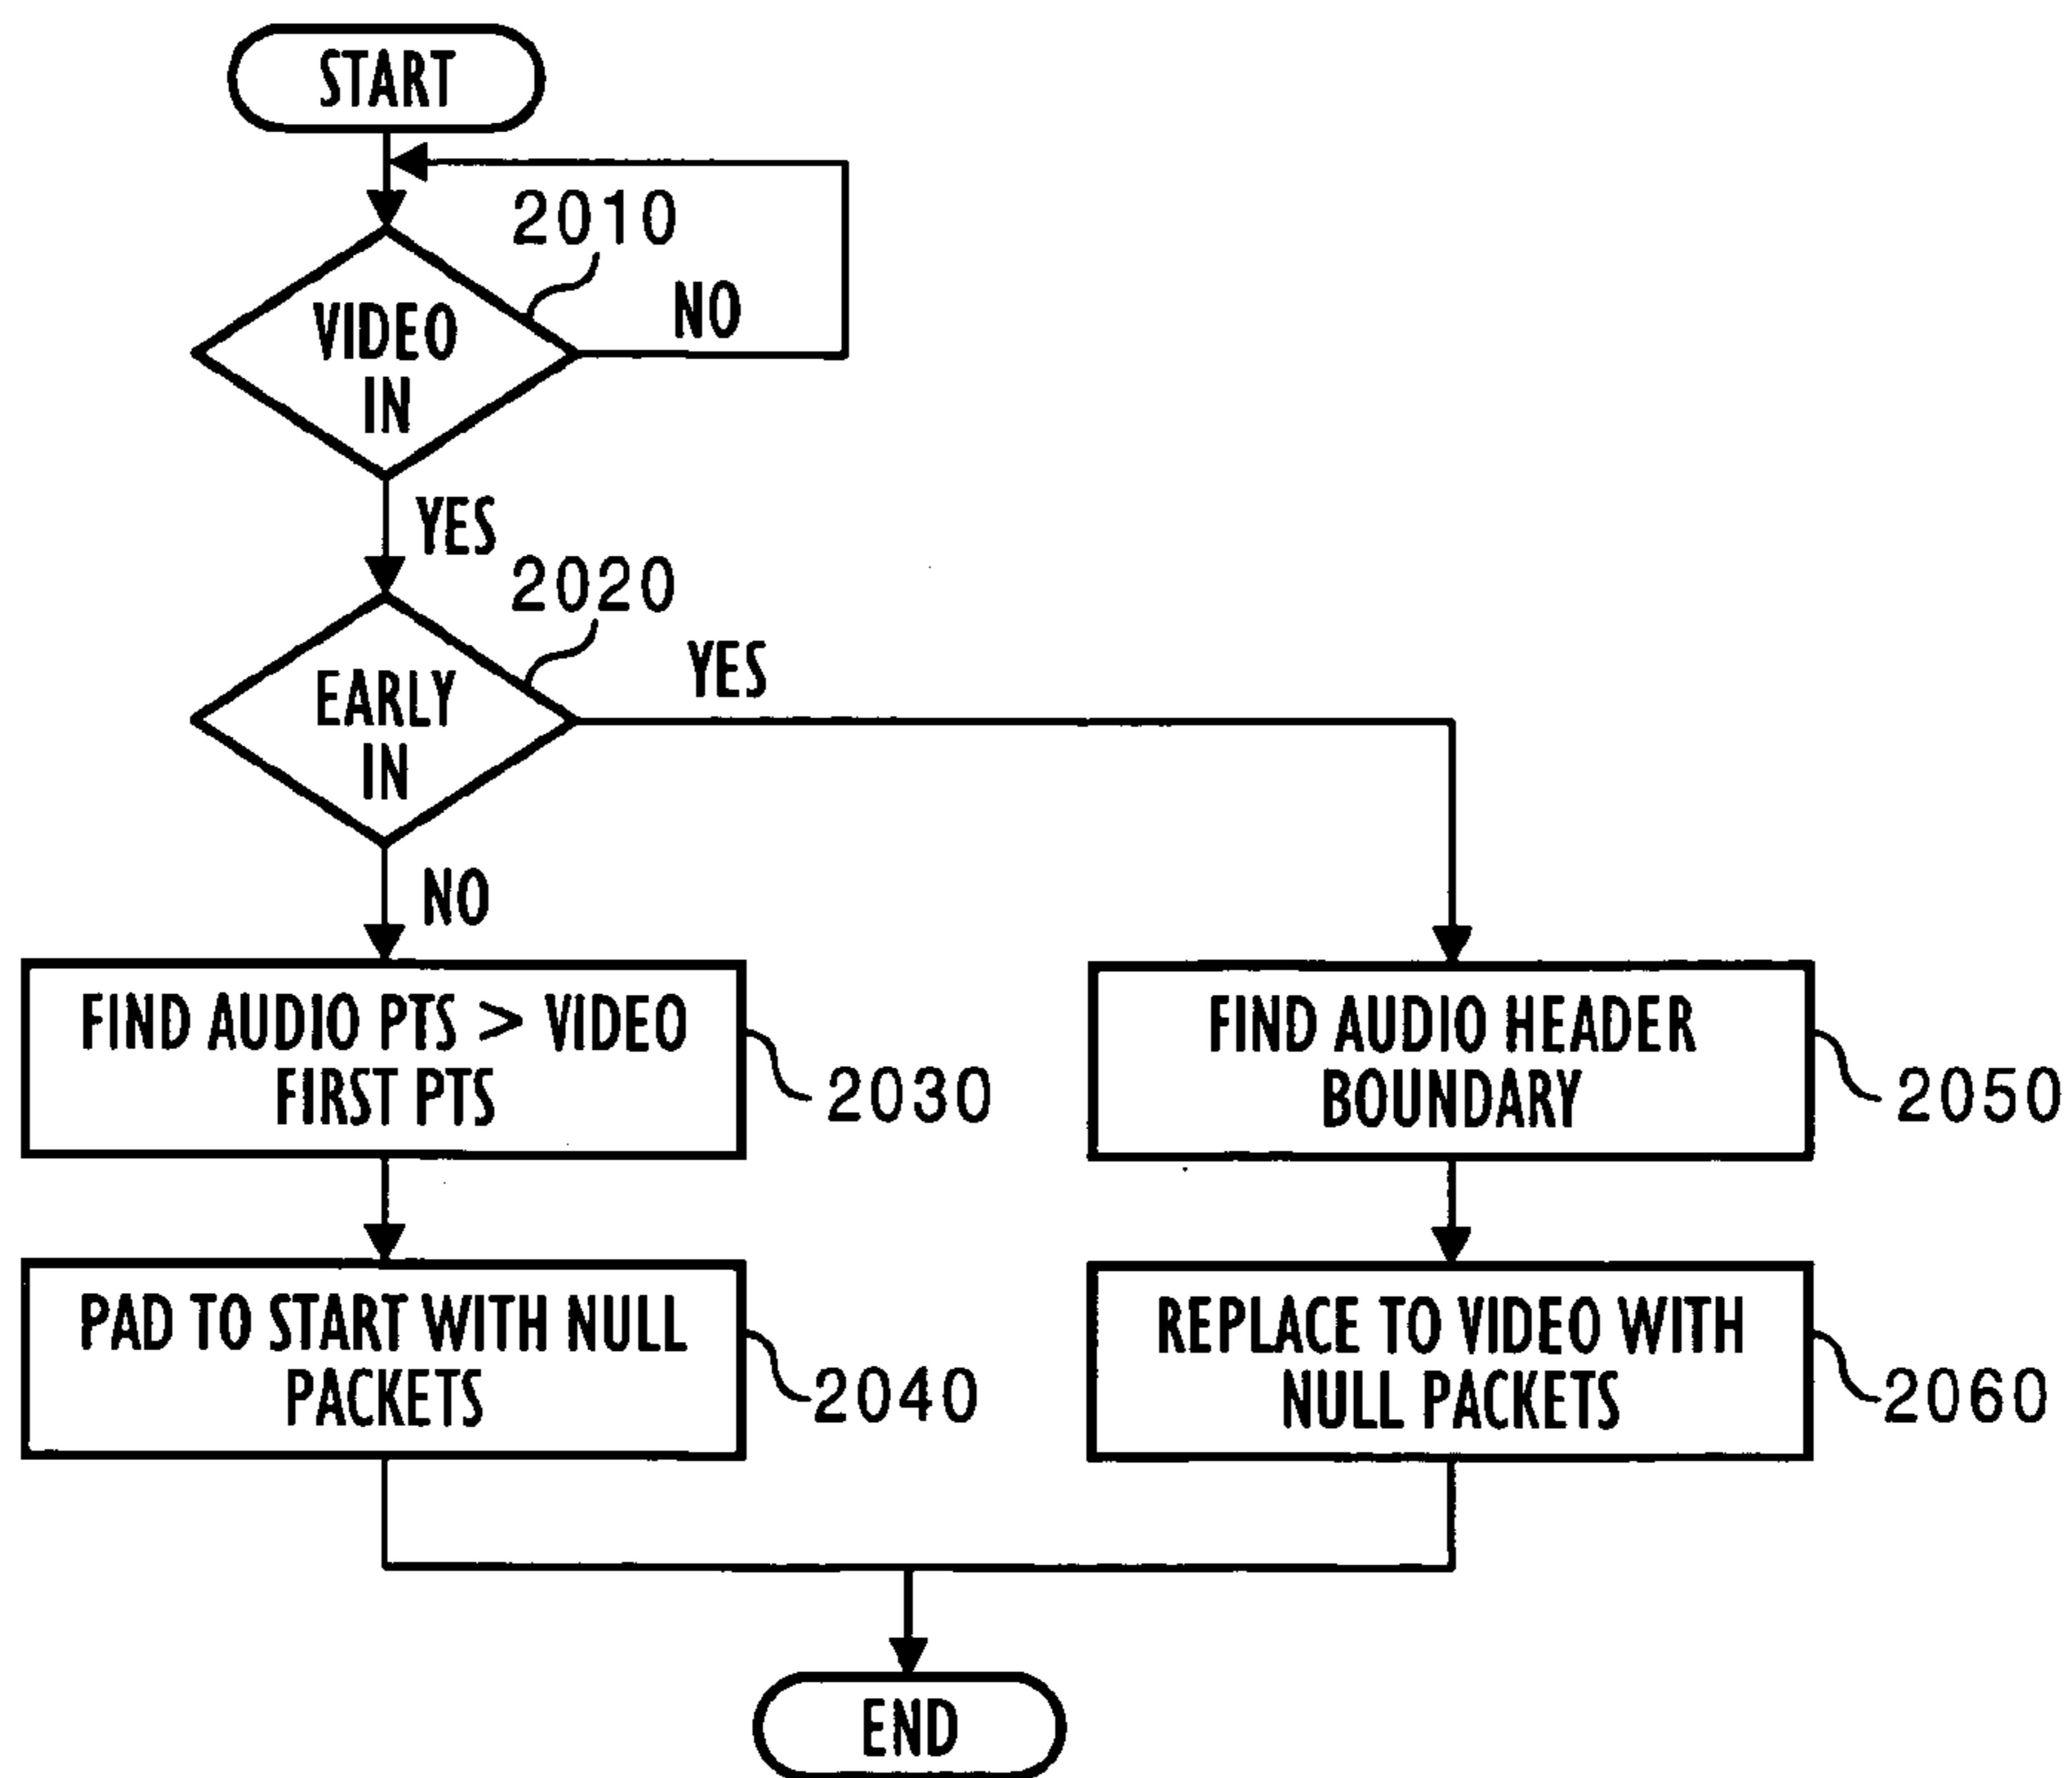 START
2010
NO
VIDEO
IN
YES
2020
YES
EARLY
IN
NO
FIND AUDIO PTS > VIDEO
FIRST PTS
2030
FIND AUDIO HEADER
BOUNDARY
2050
PAD TO START WITH NULL
PACKETS
2040
REPLACE TO VIDEO WITH
NULL PACKETS
2060
END